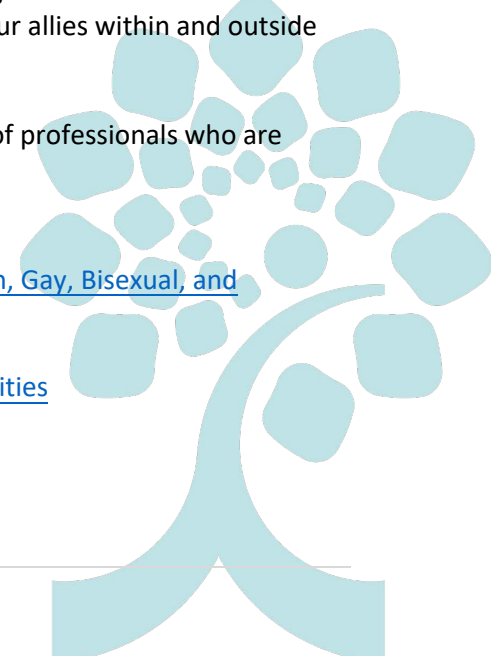 ur allies within and outside
of professionals who are
, Gay, Bisexual, and
ities